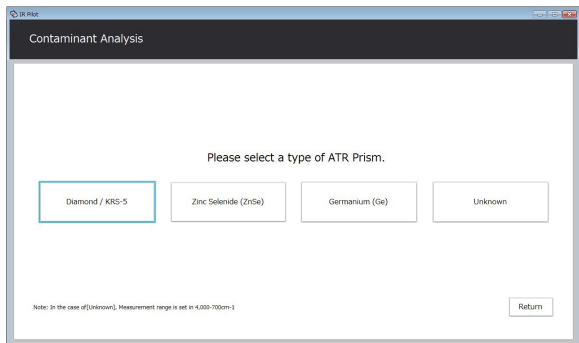 IR Pilot
Contaminant Analysis
Please select a type of ATR Prism.
Diamond / KRS-5
Zinc Selenide (ZnSe)
Germanium (Ge)
Unknown
Note: In the case of[Unknown], Measurement range is set in 4,000-700cm-1
Return